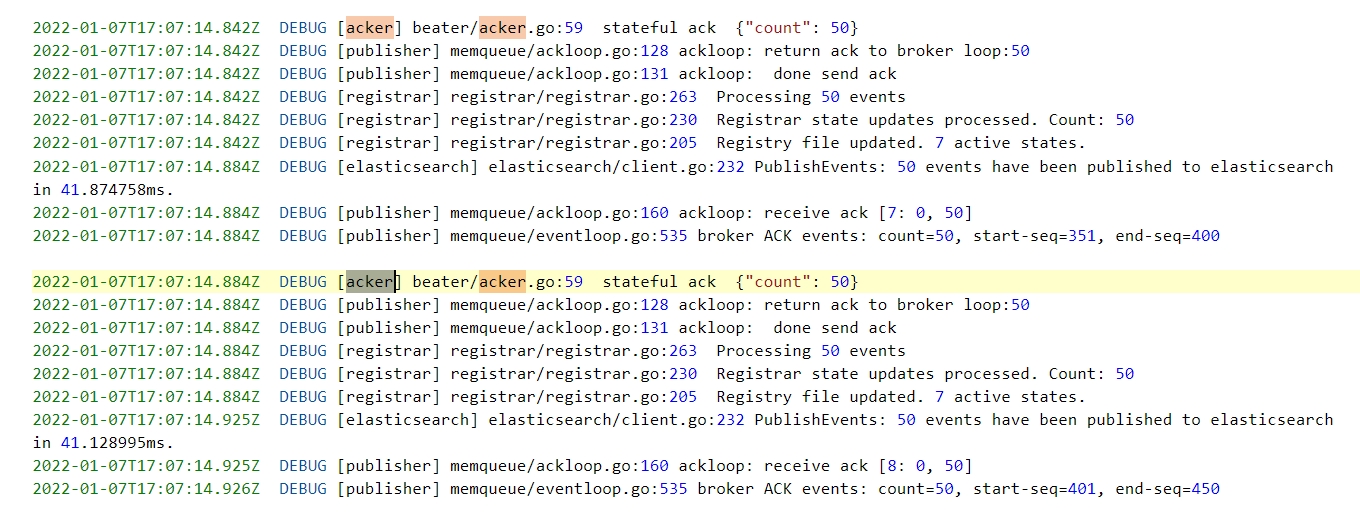 2022-01-07T17:07:14.842Z  DEBUG [acker] beater/acker.go:59  stateful ack  {"count": 50}
2022-01-07T17:07:14.842Z  DEBUG [publisher] memqueue/ackloop.go:128 ackloop: return ack to broker loop:50
2022-01-07T17:07:14.842Z  DEBUG [publisher] memqueue/ackloop.go:131 ackloop:  done send ack
2022-01-07T17:07:14.842Z  DEBUG [registrar] registrar/registrar.go:263  Processing 50 events
2022-01-07T17:07:14.842Z  DEBUG [registrar] registrar/registrar.go:230  Registrar state updates processed. Count: 50
2022-01-07T17:07:14.842Z  DEBUG [registrar] registrar/registrar.go:205  Registry file updated. 7 active states.
2022-01-07T17:07:14.884Z  DEBUG [elasticsearch] elasticsearch/client.go:232 PublishEvents: 50 events have been published to elasticsearch
in 41.874758ms.
2022-01-07T17:07:14.884Z  DEBUG [publisher] memqueue/ackloop.go:160 ackloop: receive ack [7: 0, 50]
2022-01-07T17:07:14.884Z  DEBUG [publisher] memqueue/eventloop.go:535 broker ACK events: count=50, start-seq=351, end-seq=400
2022-01-07T17:07:14.884Z  DEBUG [acker] beater/acker.go:59  stateful ack  {"count": 50}
2022-01-07T17:07:14.884Z  DEBUG [publisher] memqueue/ackloop.go:128 ackloop: return ack to broker loop:50
2022-01-07T17:07:14.884Z  DEBUG [publisher] memqueue/ackloop.go:131 ackloop:  done send ack
2022-01-07T17:07:14.884Z  DEBUG [registrar] registrar/registrar.go:263  Processing 50 events
2022-01-07T17:07:14.884Z  DEBUG [registrar] registrar/registrar.go:230  Registrar state updates processed. Count: 50
2022-01-07T17:07:14.884Z  DEBUG [registrar] registrar/registrar.go:205  Registry file updated. 7 active states.
2022-01-07T17:07:14.925Z  DEBUG [elasticsearch] elasticsearch/client.go:232 PublishEvents: 50 events have been published to elasticsearch
in 41.128995ms.
2022-01-07T17:07:14.925Z  DEBUG [publisher] memqueue/ackloop.go:160 ackloop: receive ack [8: 0, 50]
2022-01-07T17:07:14.926Z  DEBUG [publisher] memqueue/eventloop.go:535 broker ACK events: count=50, start-seq=401, end-seq=450